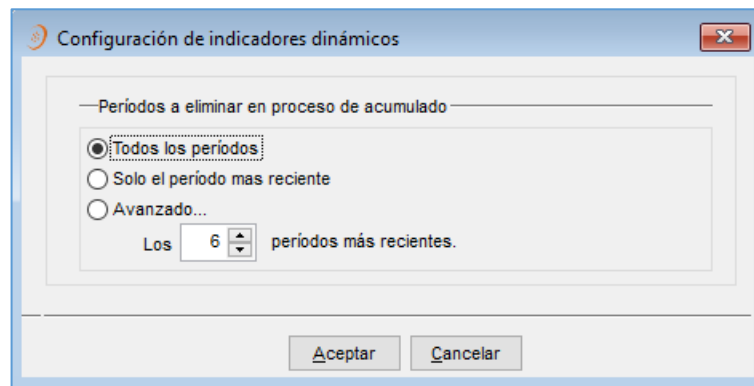 Configuración de indicadores dinámicos
Períodos a eliminar en proceso de acumulado
Todos los períodos
Solo el período mas reciente
Avanzado...
Los 6 períodos más recientes.
Aceptar Cancelar